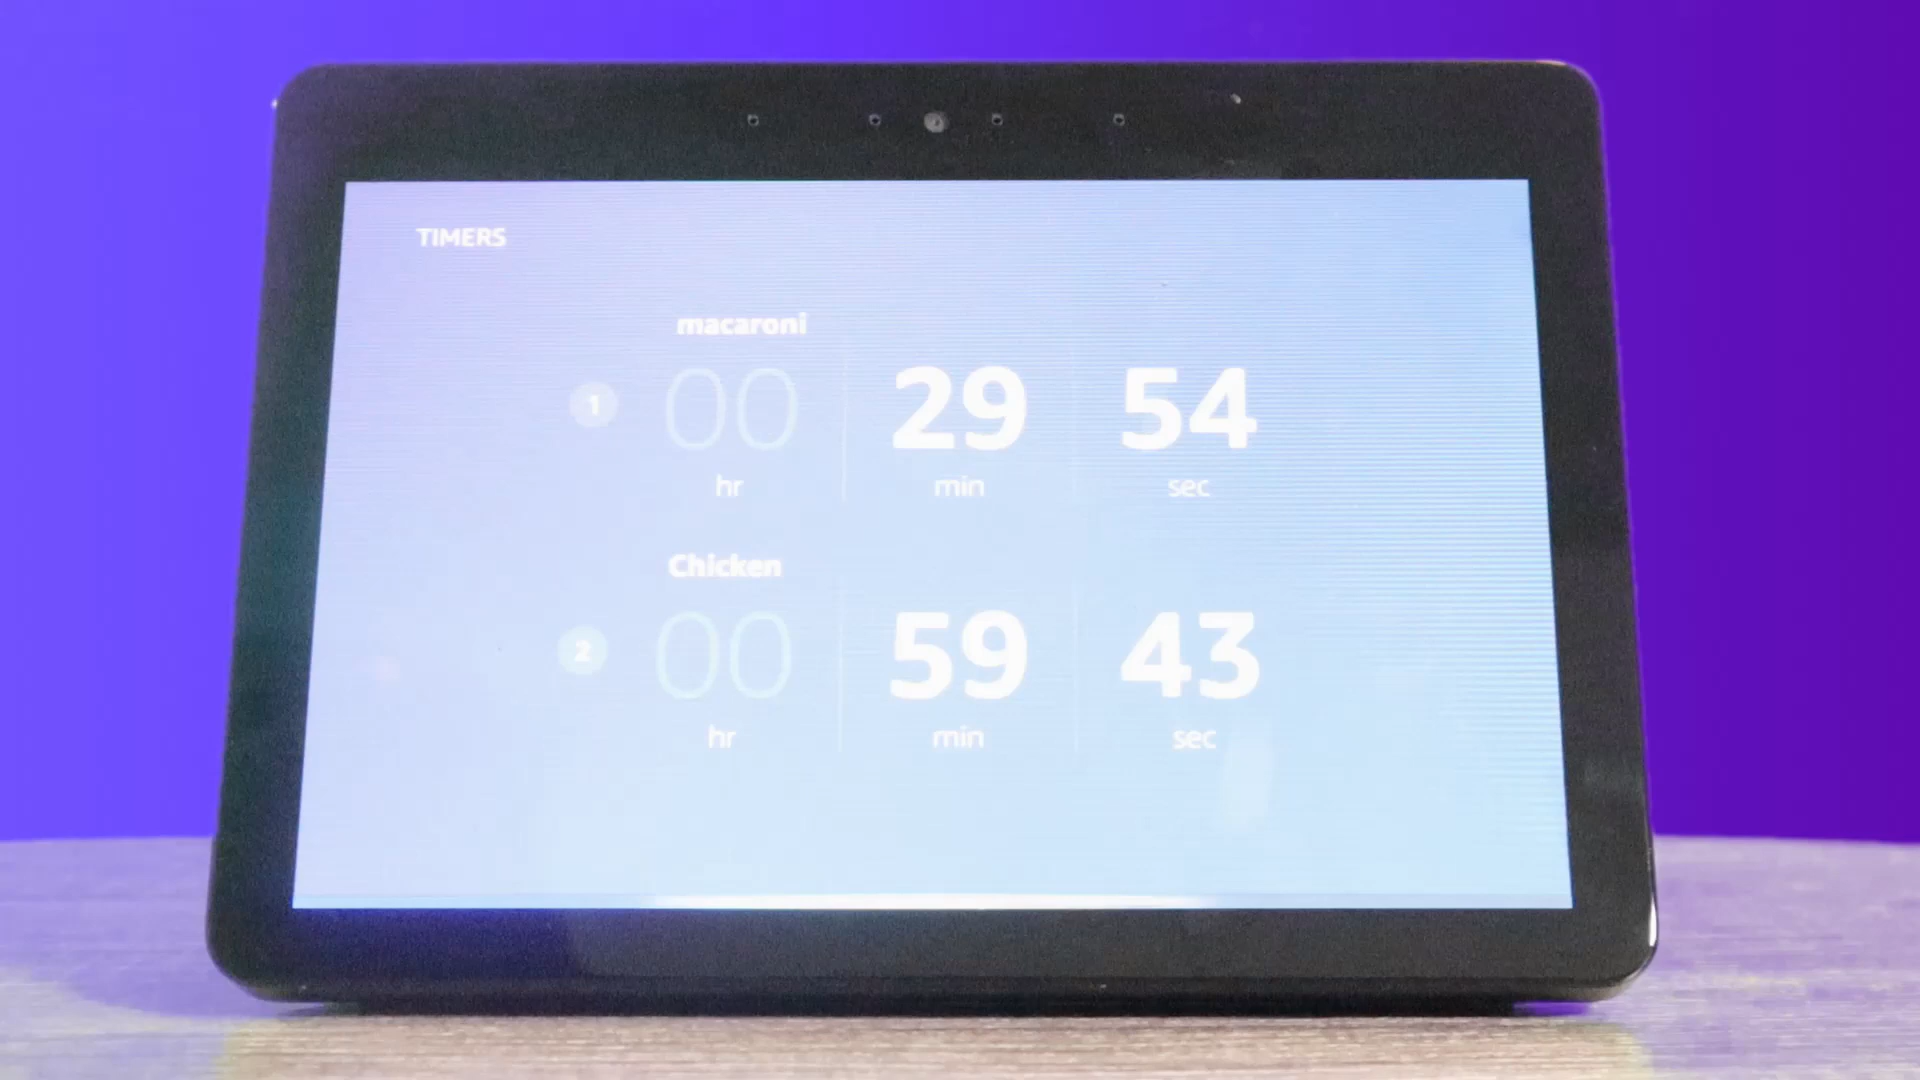 TIMERS
macaroni
1 00 29 54
hr min sec
Chicken
2 00 59 43
hr min sec